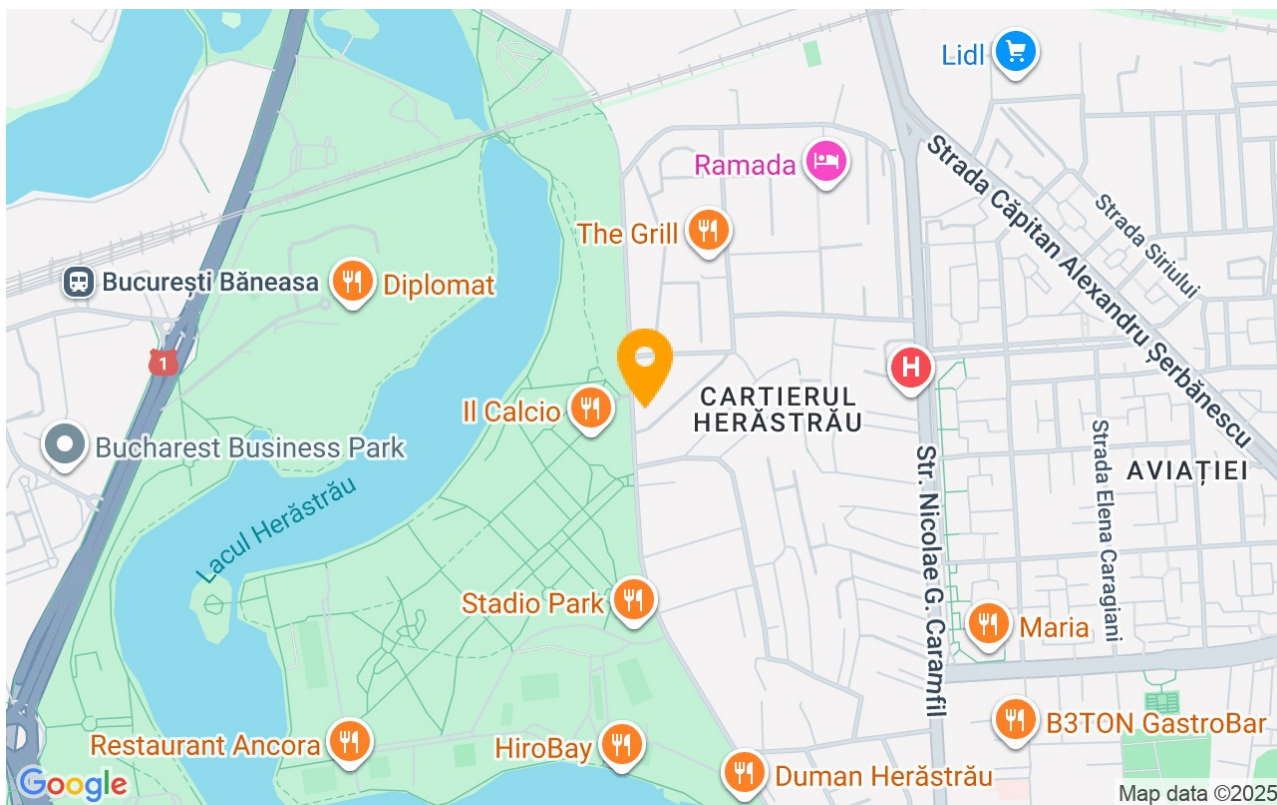 Lidl
Strada Căpitan Alexandru Șerbănescu
Ramada
Strada Siriului
The Grill
București Băneasa
Diplomat
1
H
CARTIERUL
HERĂSTRĂU
Il Calcio
Bucharest Business Park
Str. Nicolae G. Caramfil
Strada Elena Caragiani
AVIAȚIEI
Lacul Herăstrău
Stadio Park
Maria
B3TON GastroBar
Restaurant Ancora
HiroBay
Duman Herăstrău
Google
Map data ©2025